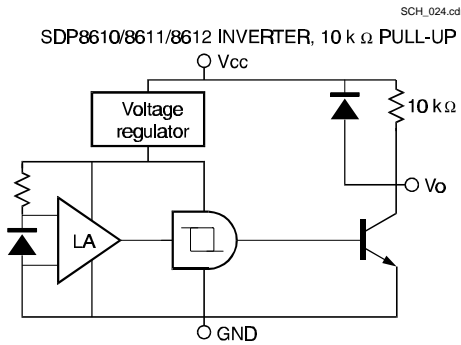 SCH_024.cd
SDP8610/8611/8612 INVERTER, 10 k Ω PULL-UP
Vcc
Voltage
regulator
10 kΩ
Vo
LA
GND